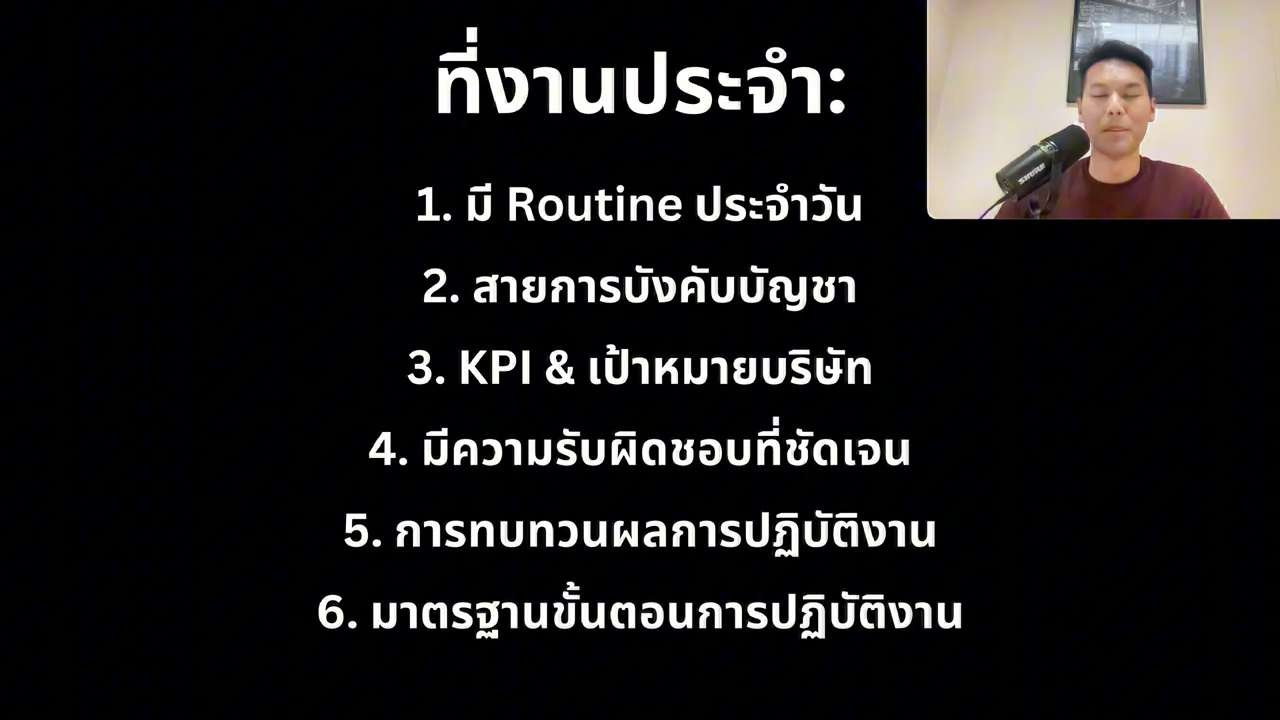 ที่งานประจำ:
1. มี Routine ประจำวัน
2. สายการบังคับบัญชา
3. KPI & เป้าหมายบริษัท
4. มีความรับผิดชอบที่ชัดเจน
5. การทบทวนผลการปฏิบัติงาน
6. มาตรฐานขั้นตอนการปฏิบัติงาน
SHURE